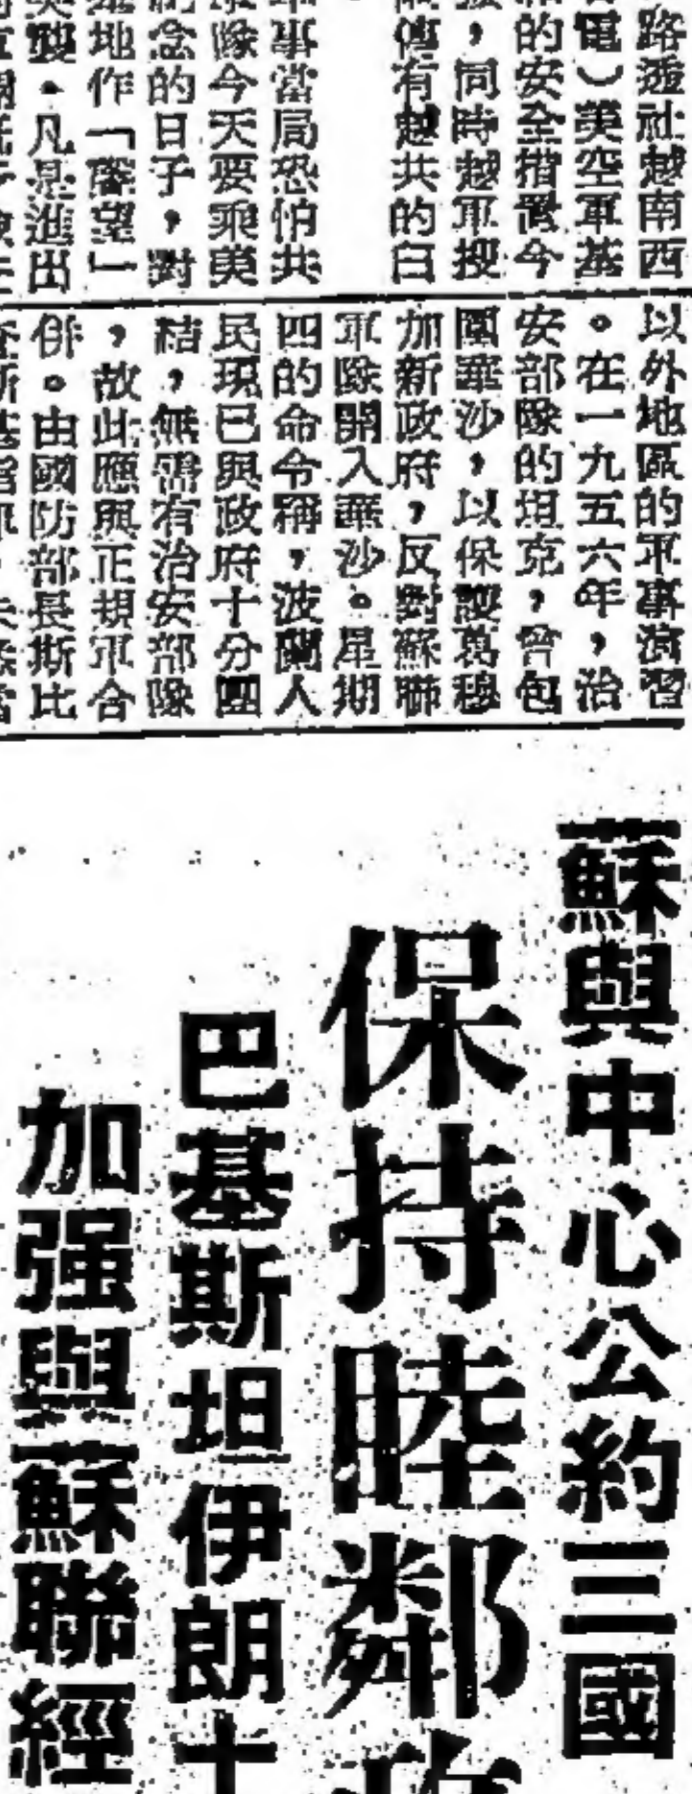 路透社越南西
電）美空軍基
的安全措置今
，同時越軍搜
傳有越共的白
事當局恐怕共
隊今天要乘美
念的日子，對
地作「
凡是進出
以外地區的軍事演習
。在一九五六年，治
安部隊的坦克，曾包
圍華沙，以保護葛穆
加新政府，反對蘇聯
軍隊開入華沙。星期
四的命令稱，波蘭人
民現已與政府十分團
結，無需有治安部隊
，故此應與正規軍合
併。由國防部長斯比
蘇與中心公約三國
保持睦鄰政
巴基斯坦伊朗土
加强與蘇聯經